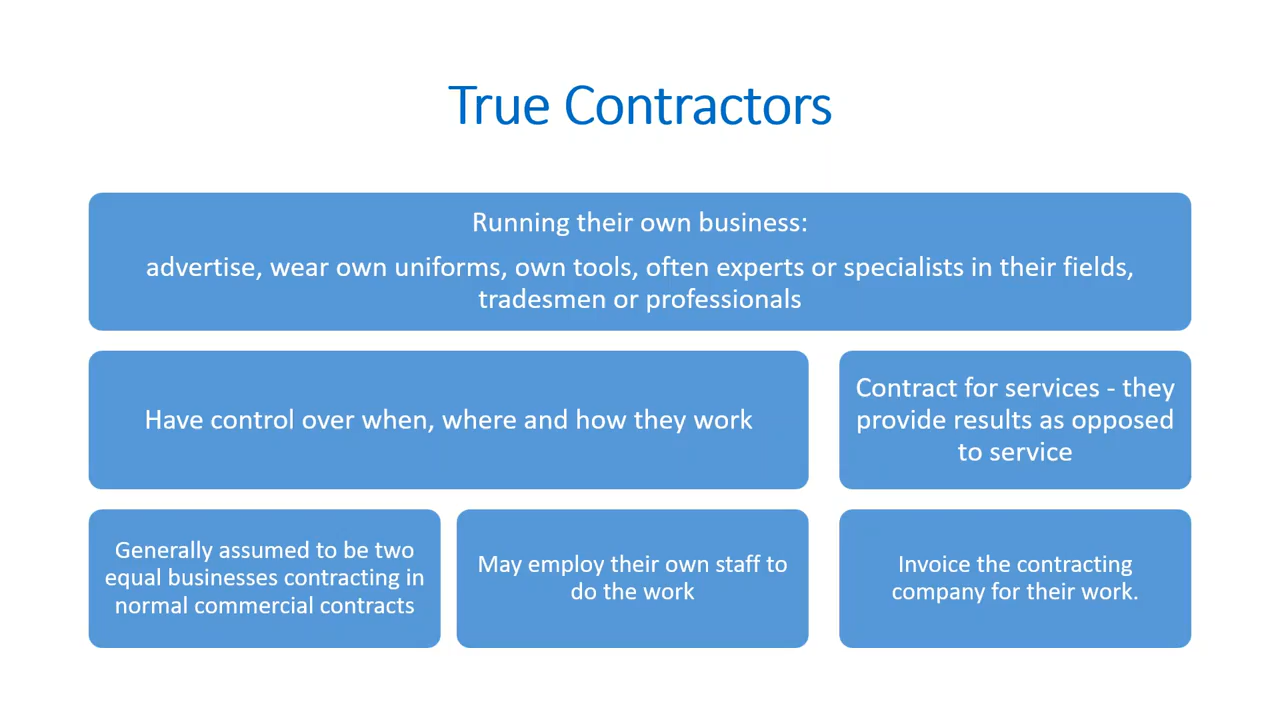 True Contractors
Running their own business:
advertise, wear own uniforms, own tools, often experts or specialists in their fields,
tradesmen or professionals
Have control over when, where and how they work
Contract for services - they
provide results as opposed
to service
Generally assumed to be two
equal businesses contracting in
normal commercial contracts
May employ their own staff to
do the work
Invoice the contracting
company for their work.